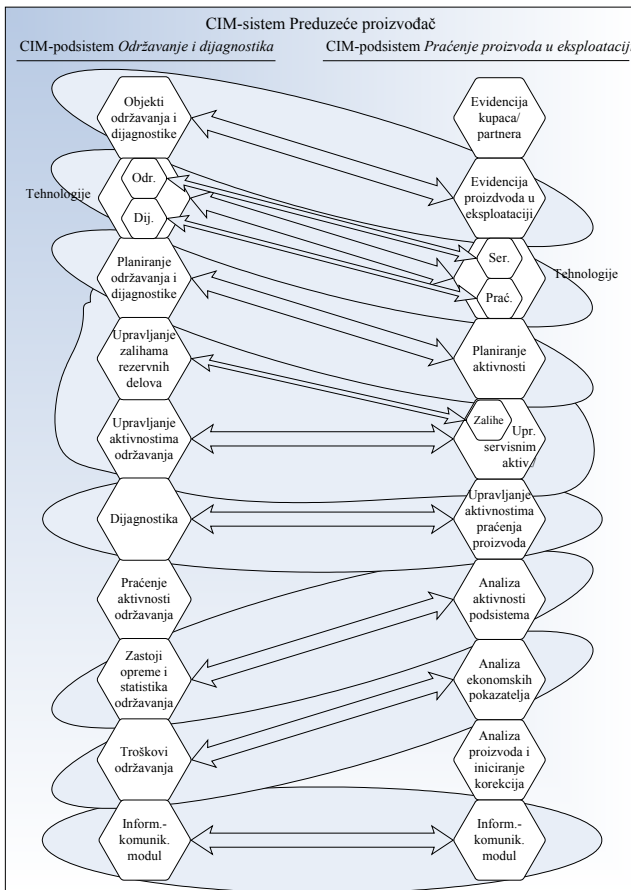 CIM-sistem Preduzeće proizvođač
CIM-podsistem Održavanje i dijagnostika
CIM-podsistem Praćenje proizvoda u eksploataciji
Objekti
održavanja i
dijagnostike
Tehnologije
Odr.
Dij.
Planiranje
održavanja i
dijagnostike
Upravljanje
zalihama
rezervnih
delova
Upravljanje
aktivnostima
održavanja
Dijagnostika
Praćenje
aktivnosti
održavanja
Zastoji
opreme i
statistika
održavanja
Troškovi
održavanja
Inform.-
komunik.
modul
Evidencija
kupaca/
partnera
Evidencija
proizdvoda u
eksploataciji
Ser.
Prać.
Tehnologije
Planiranje
aktivnosti
Zalihe
Upr.
servisnim
aktiv./
Upravljanje
aktivnostima
praćenja
proizvoda
Analiza
aktivnosti
podsistema
Analiza
ekonomskih
pokazatelja
Analiza
proizvoda i
iniciranje
korekcija
Inform.-
komunik.
modul